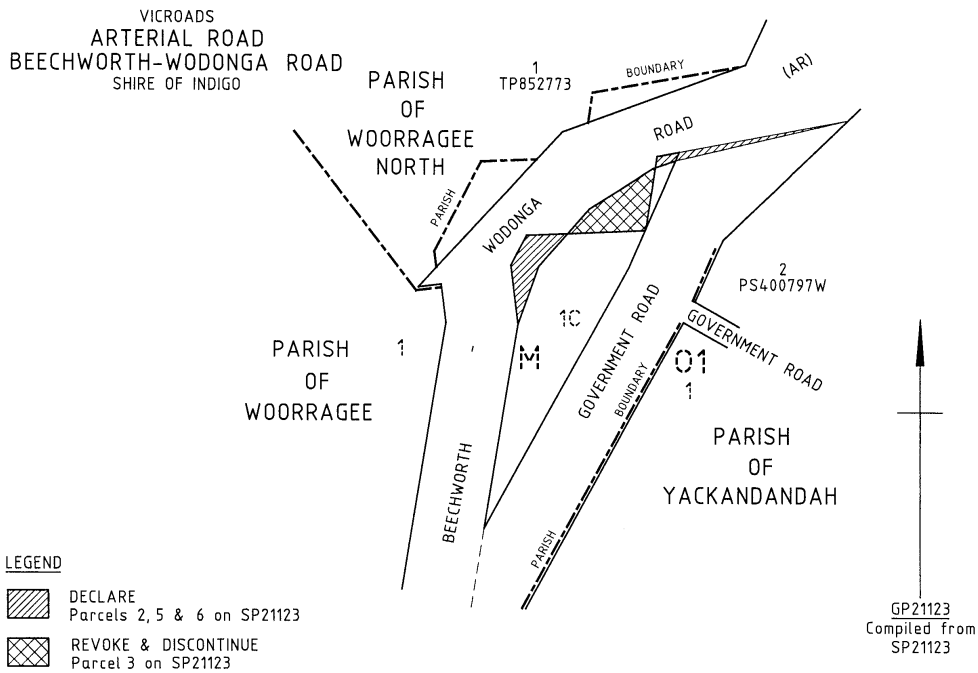 VICROADS
ARTERIAL ROAD
BEECHWORTH-WODONGA ROAD
SHIRE OF INDIGO
PARISH
OF
WOORRAGEE
NORTH
1
TP852773
BOUNDARY
(AR)
ROAD
PARISH
WODONGA
2
PS400797W
1C
GOVERNMENT ROAD
GOVERNMENT ROAD
PARISH
OF
WOORRAGEE
1
M
BOUNDARY
O1
1
PARISH
OF
YACKANDANDAH
BEECHWORTH
PARISH
LEGEND
DECLARE
Parcels 2, 5 & 6 on SP21123
REVOKE & DISCONTINUE
Parcel 3 on SP21123
GP21123
Compiled from
SP21123